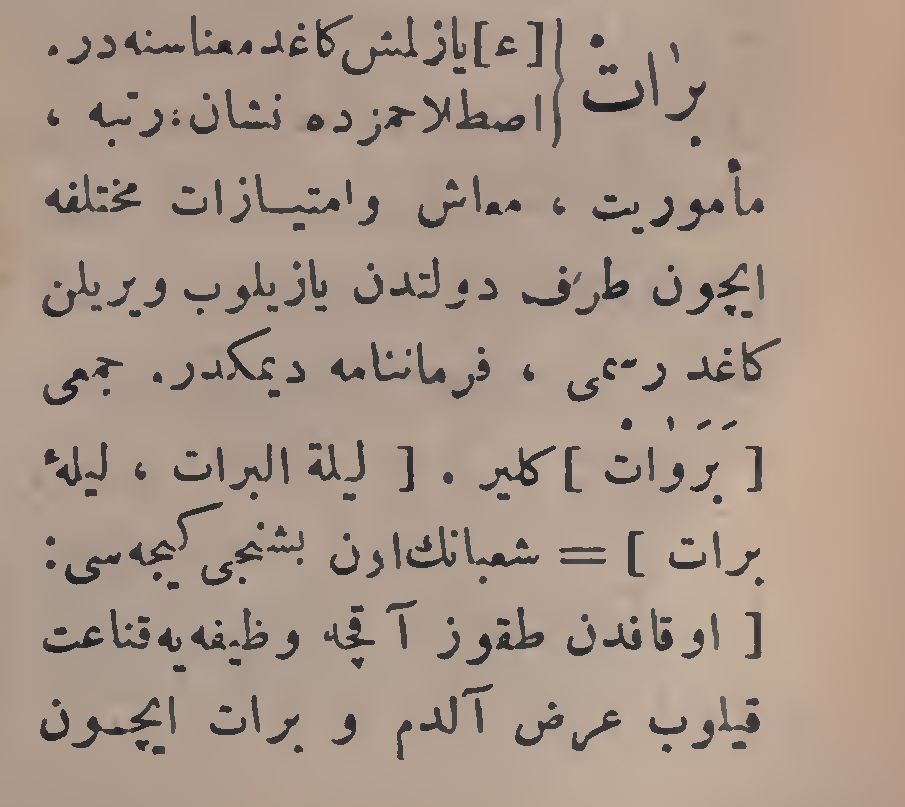 براتْ } [ع] یازلمش کاغد معناسنه در.
اصطلاحمزده نشان: رتبه ،
مأموریت ، معاش وامتیازات مختلفه
ایچون طرف دولتدن یازیلوب ویریلن
کاغد رسمی ، فرماننامه دیمکدر. جمعی
[ بَرَواتْ ] کلیر . [ لیلة البرات ، لیلهٔ
برات ] = شعبانك اون بشنجی کیجه سی :
[ اوقافدن طقوز آقچه وظیفه یه قناعت
قیلوب عرض آلدم و برات ایچون